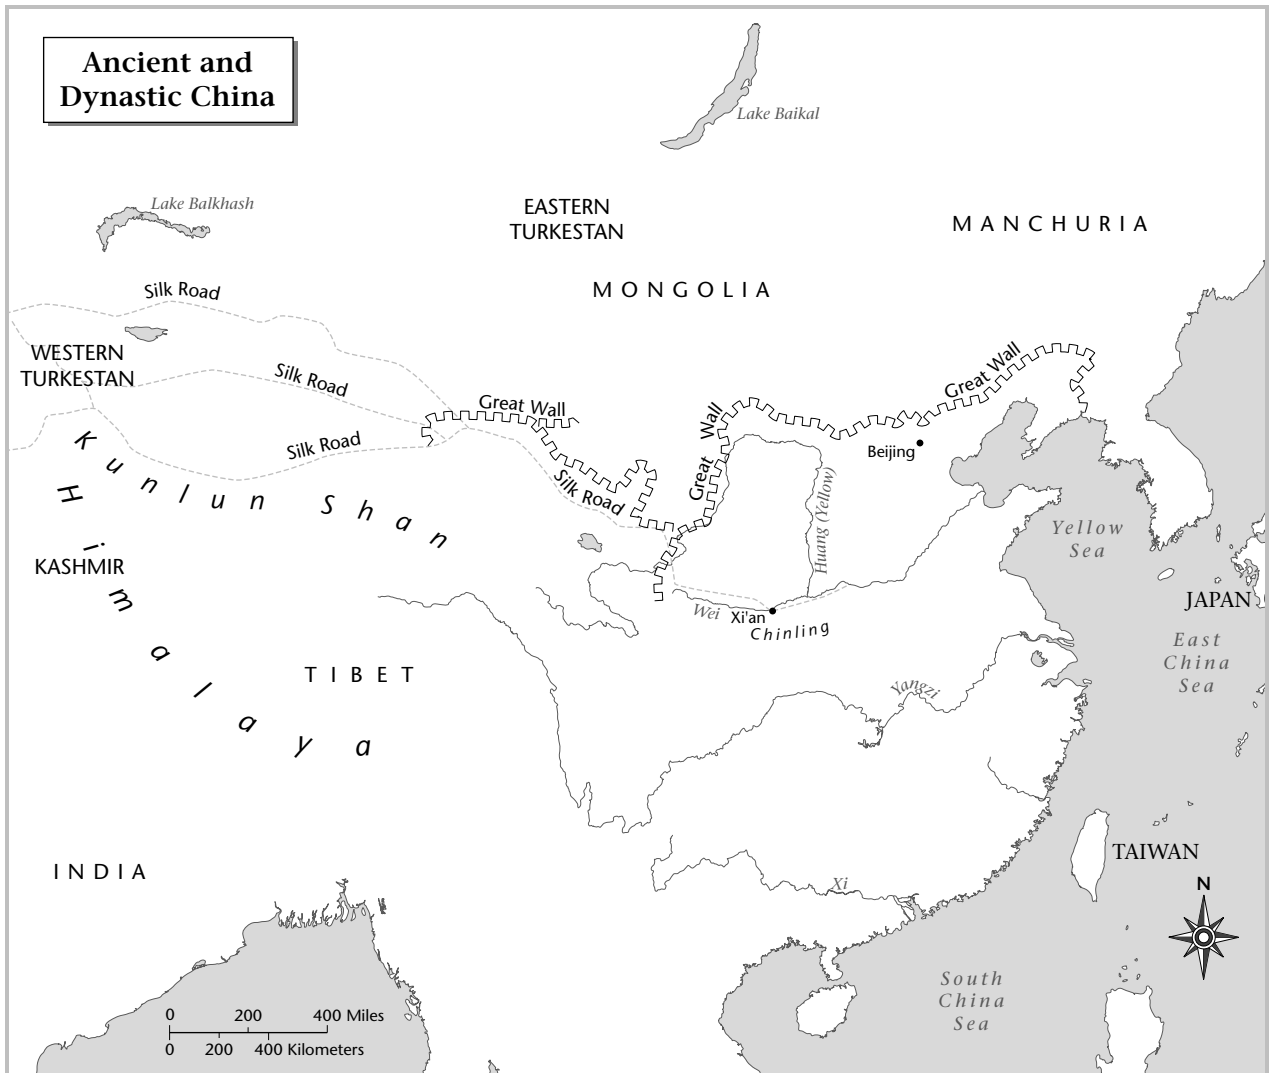 Ancient and
Dynastic China
Lake Baikal
Lake Balkhash
EASTERN
TURKESTAN
MANCHURIA
MONGOLIA
Silk Road
WESTERN
TURKESTAN
Silk Road
Great Wall
Great Wall
Great Wall
Silk Road
Beijing
Kunlun Shan
Silk Road
Huang (Yellow)
Yellow
Sea
Himalaya
KASHMIR
JAPAN
Wei
Xi'an
Chinling
East
China
Sea
TIBET
Yangzi
TAIWAN
INDIA
Xi
N
South
China
Sea
0 200 400 Miles
0 200 400 Kilometers